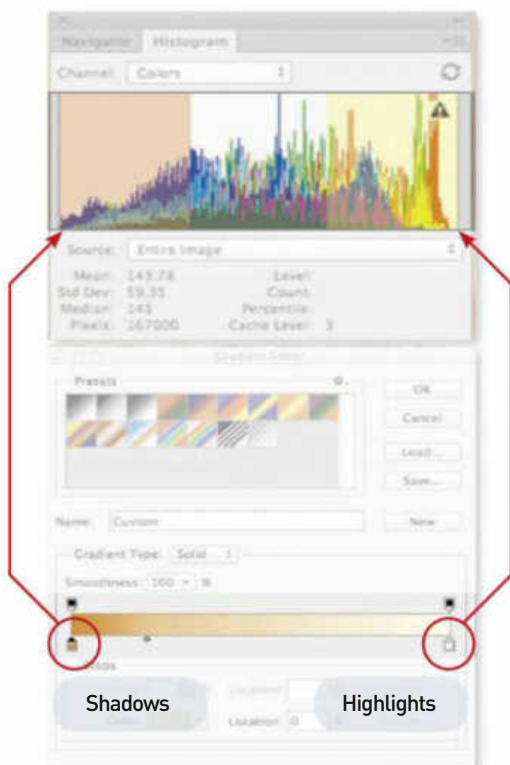 Navigator Histogram
Channel: Colors
Source: Entire Image
Mean: 143.78 Level:
Std Dev: 59.35 Count:
Median: 145 Percentile:
Pixels: 167000 Cache Level: 3
Gradient Editor
Presets
OK
Cancel
Load...
Save...
Name: Custom New
Gradient Type: Solid
Smoothness: 100 %
Stops
Shadows Highlights
Location: 0